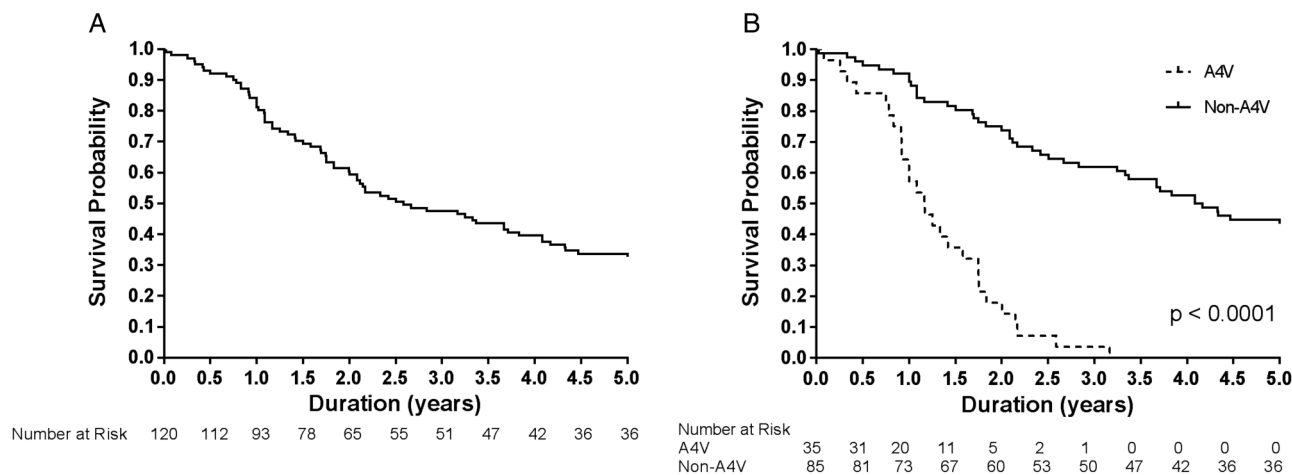 A
Survival Probability
1.0
0.9
0.8
0.7
0.6
0.5
0.4
0.3
0.2
0.1
0.0
0.0 0.5 1.0 1.5 2.0 2.5 3.0 3.5 4.0 4.5 5.0
Duration (years)
Number at Risk 120 112 93 78 65 55 51 47 42 36 36
B
Survival Probability
1.0
0.9
0.8
0.7
0.6
0.5
0.4
0.3
0.2
0.1
0.0
A4V
Non-A4V
p < 0.0001
0.0 0.5 1.0 1.5 2.0 2.5 3.0 3.5 4.0 4.5 5.0
Duration (years)
Number at Risk
A4V 35 31 20 11 5 2 1 0 0 0 0
Non-A4V 85 81 73 67 60 53 50 47 42 36 36